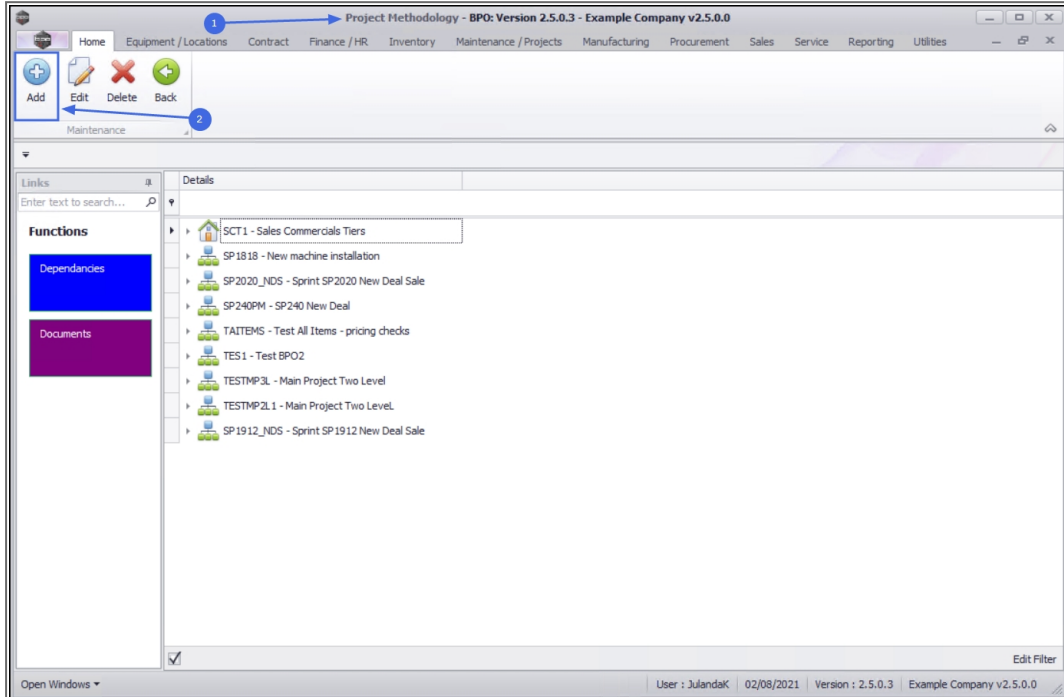 Project Methodology - BPO: Version 2.5.0.3 - Example Company v2.5.0.0
1
Home Equipment / Locations Contract Finance / HR Inventory Maintenance / Projects Manufacturing Procurement Sales Service Reporting Utilities
Add Edit Delete Back
2
Maintenance
Links
Details
Enter text to search...
Functions
Dependancies
Documents
SCT1 - Sales Commercials Tiers
SP1818 - New machine installation
SP2020_NDS - Sprint SP2020 New Deal Sale
SP240PM - SP240 New Deal
TAITEMS - Test All Items - pricing checks
TES1 - Test BPO2
TESTMP3L - Main Project Two Level
TESTMP2L1 - Main Project Two LeveL
SP1912_NDS - Sprint SP1912 New Deal Sale
Edit Filter
Open Windows User : JulandaK 02/08/2021 Version : 2.5.0.3 Example Company v2.5.0.0